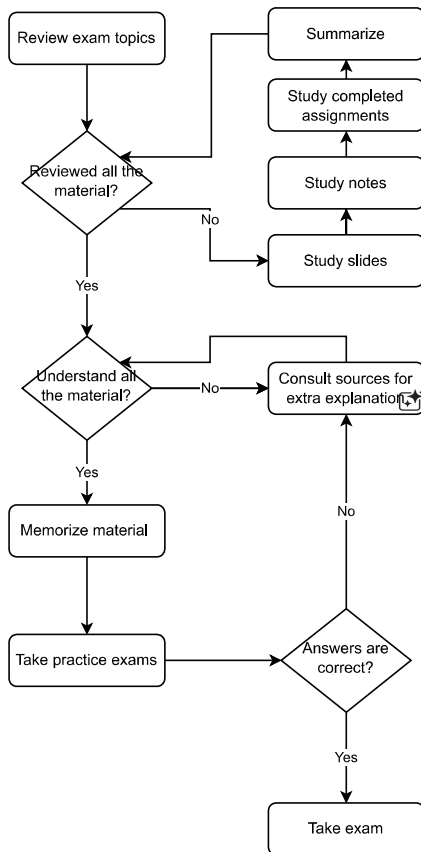 Review exam topics
Summarize
Study completed
assignments
Reviewed all the
material?
Study notes
No
Study slides
Yes
Understand all
the material?
No
Consult sources for
extra explanation
Yes
Memorize material
No
Take practice exams
Answers are
correct?
Yes
Take exam